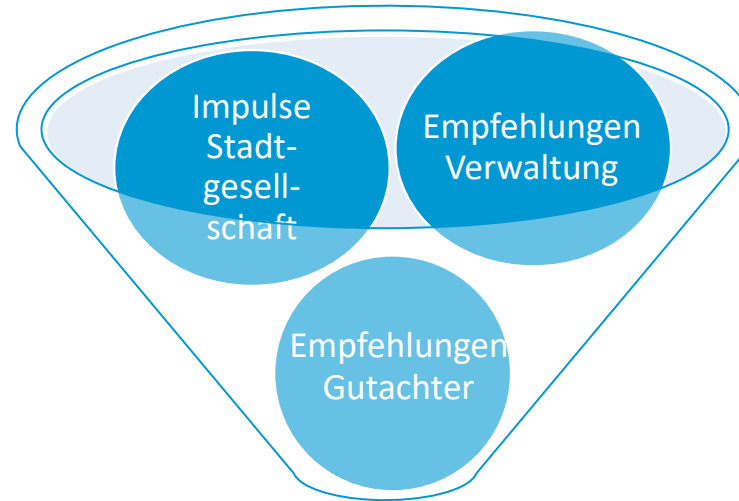 Impulse
Stadt-
gesell-
schaft
Empfehlungen
Verwaltung
Empfehlungen
Gutachter